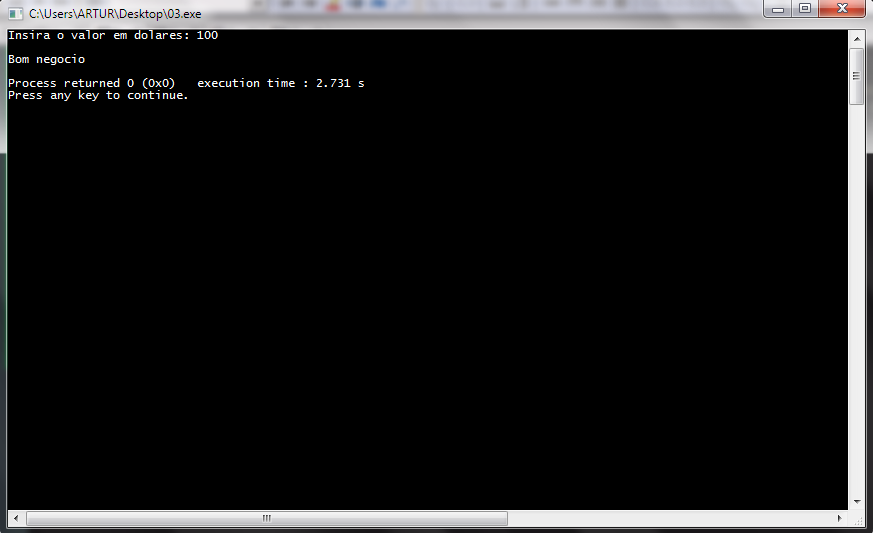 C:\Users\ARTUR\Desktop\03.exe
Insira o valor em dolares: 100
Bom negocio
Process returned 0 (0x0)   execution time : 2.731 s
Press any key to continue.